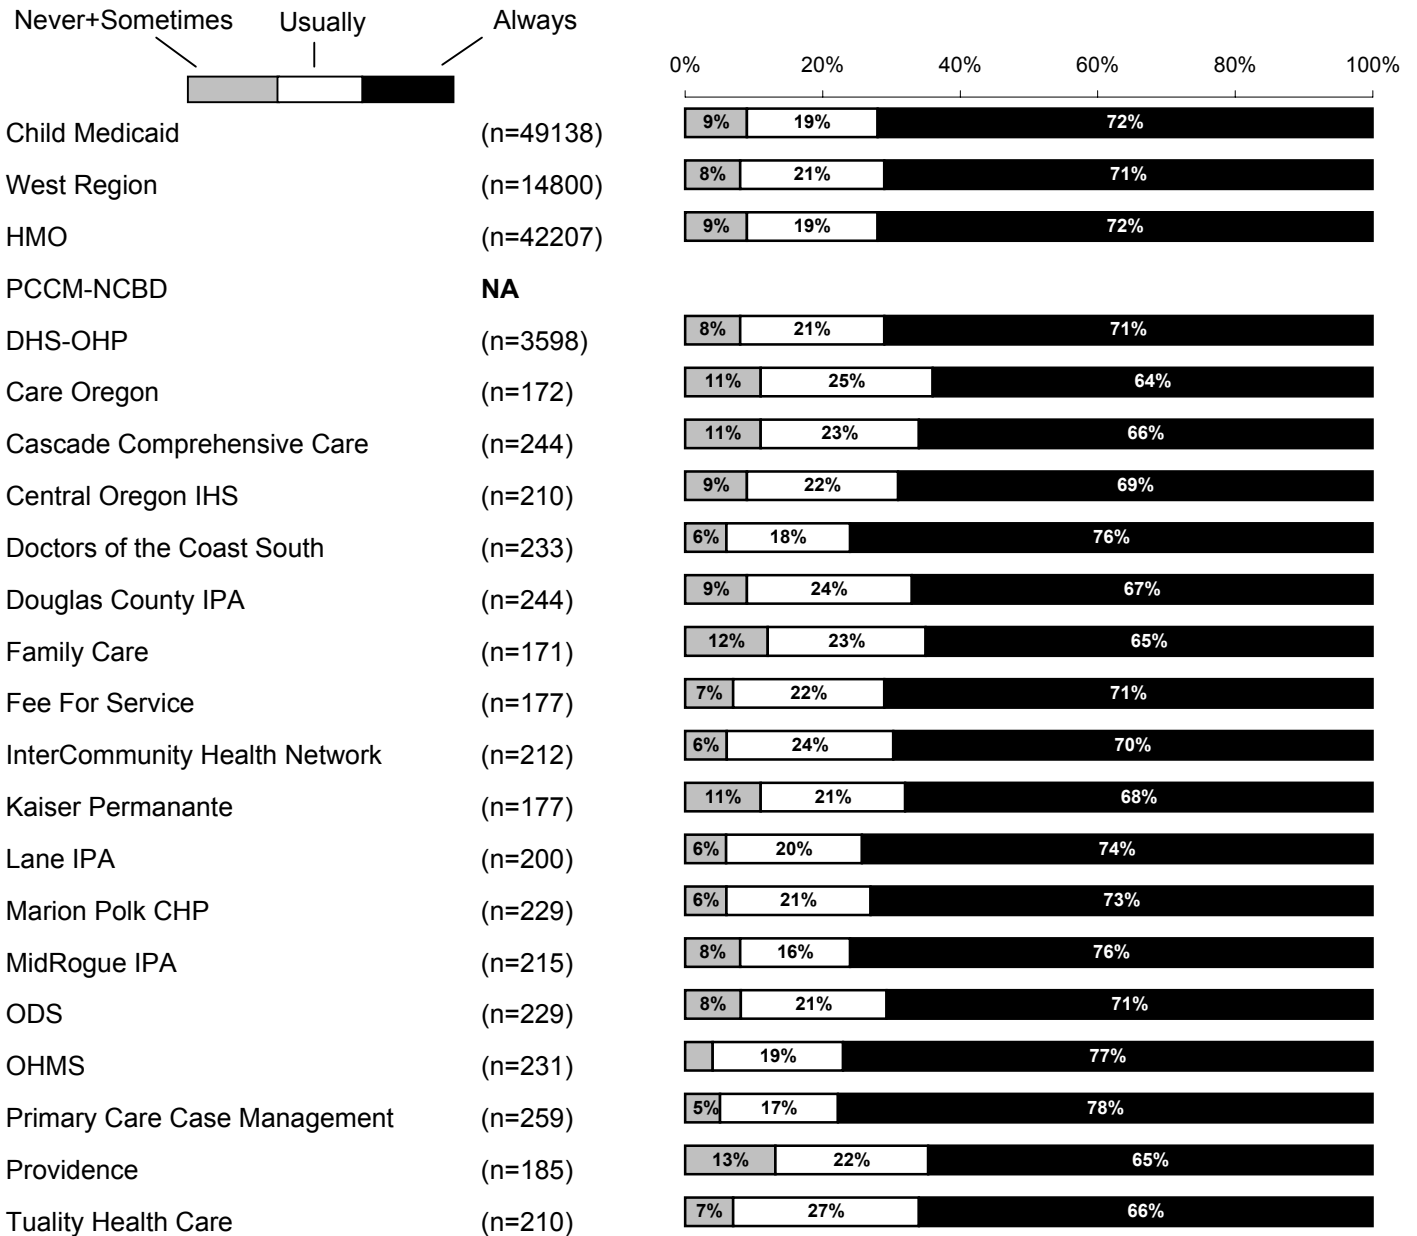 Never+Sometimes Usually Always
0% 20% 40% 60% 80% 100%
Child Medicaid (n=49138) 9% 19% 72%
West Region (n=14800) 8% 21% 71%
HMO (n=42207) 9% 19% 72%
PCCM-NCBD NA
DHS-OHP (n=3598) 8% 21% 71%
Care Oregon (n=172) 11% 25% 64%
Cascade Comprehensive Care (n=244) 11% 23% 66%
Central Oregon IHS (n=210) 9% 22% 69%
Doctors of the Coast South (n=233) 6% 18% 76%
Douglas County IPA (n=244) 9% 24% 67%
Family Care (n=171) 12% 23% 65%
Fee For Service (n=177) 7% 22% 71%
InterCommunity Health Network (n=212) 6% 24% 70%
Kaiser Permanante (n=177) 11% 21% 68%
Lane IPA (n=200) 6% 20% 74%
Marion Polk CHP (n=229) 6% 21% 73%
MidRogue IPA (n=215) 8% 16% 76%
ODS (n=229) 8% 21% 71%
OHMS (n=231) 19% 77%
Primary Care Case Management (n=259) 5% 17% 78%
Providence (n=185) 13% 22% 65%
Tuality Health Care (n=210) 7% 27% 66%